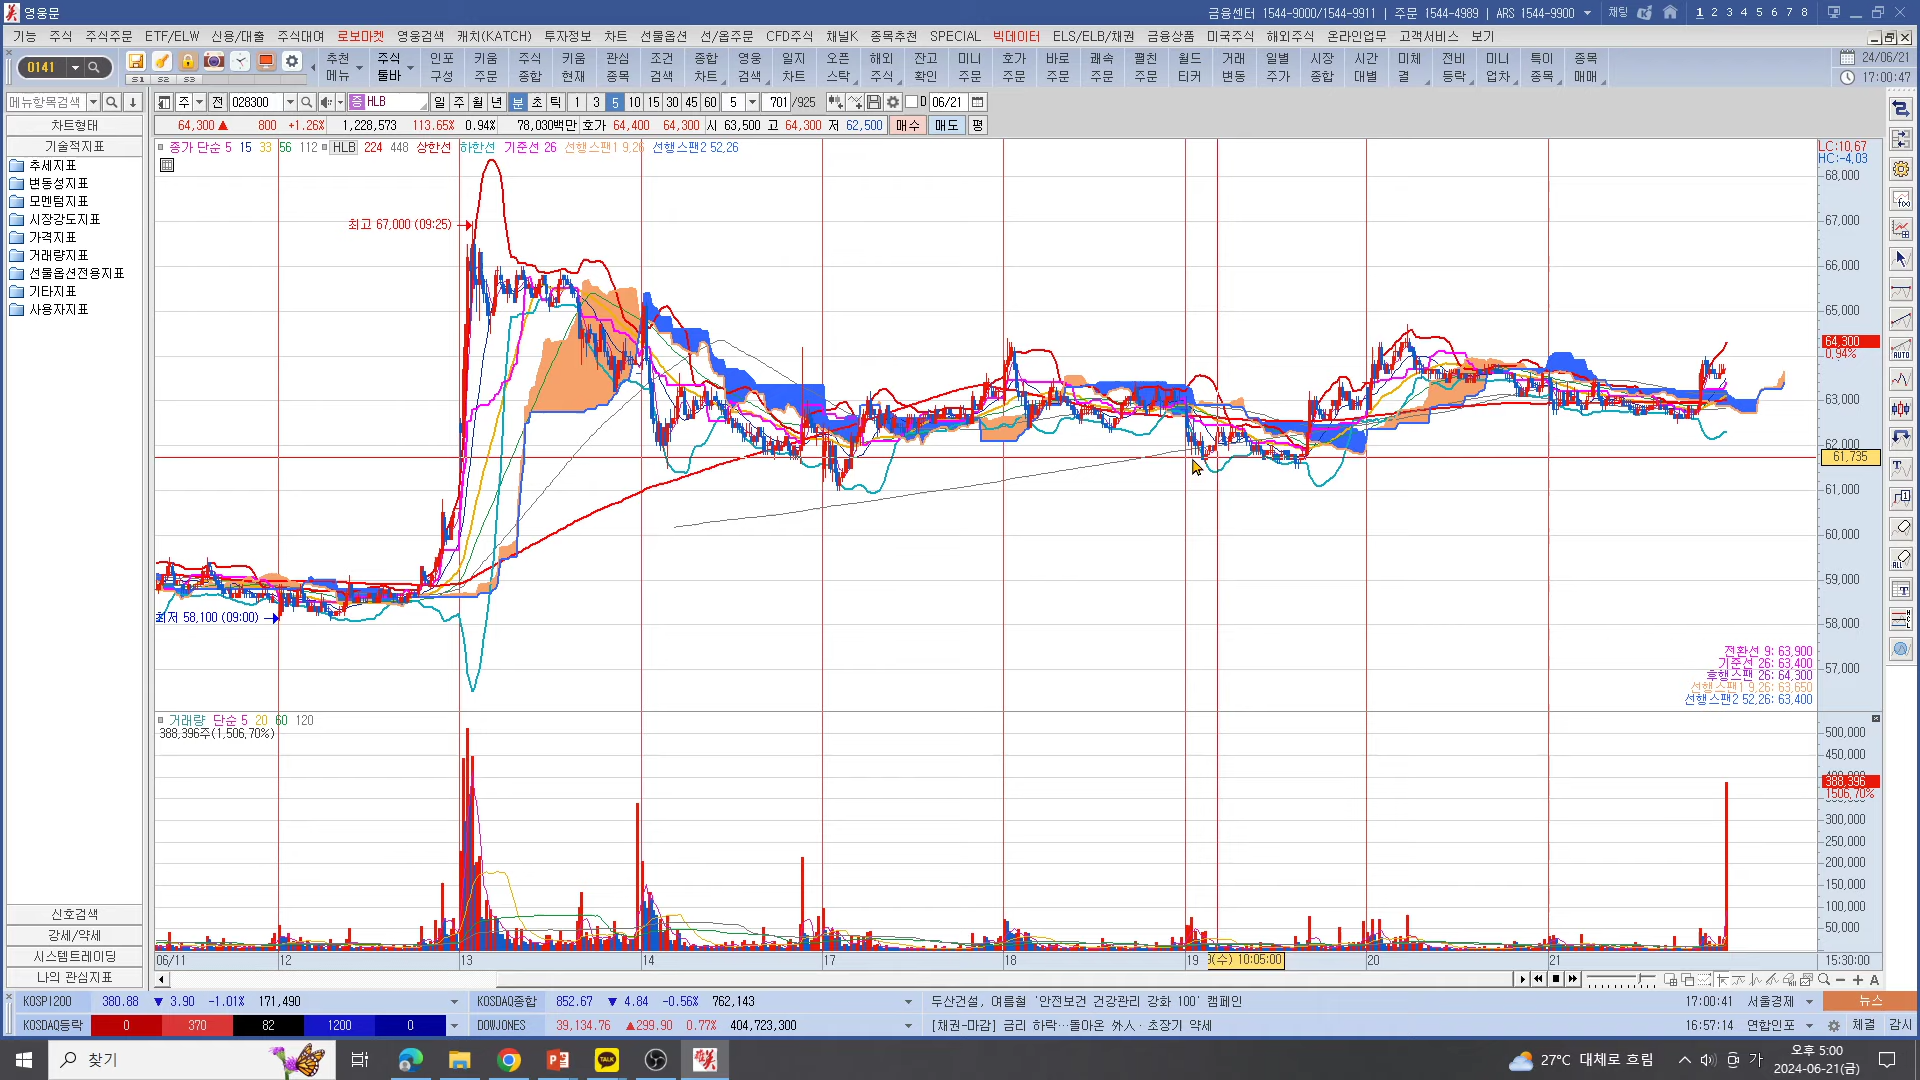 영웅문
금융센터 1544-9000/1544-9911 | 주문 1544-4989 | ARS 1544-9900 채팅 1 2 3 4 5 6 7 8
기능 주식 주식주문 ETF/ELW 신용/대출 주식대여 로보마켓 영웅검색 캐치(KATCH) 투자정보 차트 선물옵션 선/옵주문 CFD주식 채널K 종목추천 SPECIAL 빅데이터 ELS/ELB/채권 금융상품 미국주식 해외주식 온라인업무 고객서비스 보기
0141 S1 S2 S3
추천 주식 인포 키움 주식 키움 관심 조건 종합 영웅 일지 오픈 해외 잔고 미니 호가 바로 쾌속 펼친 월드 거래 일별 시장 시간 미체 전비 미니 특이 종목 24/06/21
메뉴 툴바 구성 주문 종합 현재 종목 검색 차트 검색 차트 스탁 주식 확인 주문 주문 주문 주문 주문 티커 변동 주가 종합 대별 결 등락 업차 종목 매매 17:00:47
메뉴항목검색 주 전 028300 증 HLB 일 주 월 년 분 초 틱 1 3 5 10 15 30 45 60 5 701 /925 D 06/21
64,300 ▲ 800 +1.26% 1,228,573 113.65% 0.94% 78,030백만 호가 64,400 64,300 시 63,500 고 64,300 저 62,500 매수 매도 평
차트형태
기술적지표
추세지표
변동성지표
모멘텀지표
시장강도지표
가격지표
거래량지표
선물옵션전용지표
기타지표
사용자지표
신호검색
강세/약세
시스템트레이딩
나의 관심지표
종가 단순 5 15 33 56 112 HLB 224 448 상한선 하한선 기준선 26 선행스팬1 9,26 선행스팬2 52,26
LC:10,67
HC:-4,03
68,000
67,000
66,000
65,000
64,300
0,94%
63,000
62,000
61,735
61,000
60,000
59,000
58,000
57,000
최고 67,000 (09:25)
최저 58,100 (09:00)
전환선 9: 63,900
기준선 26: 63,400
후행스팬 26: 64,300
선행스팬1 9,26: 63,650
선행스팬2 52,26: 63,400
거래량 단순 5 20 60 120
388,396주(1,506,70%)
500,000
450,000
388,396
1506,70%
300,000
250,000
200,000
150,000
100,000
50,000
06/11 12 13 14 17 18 19 (수) 10:05:00 20 21 15:30:00
KOSPI200 380.88 ▼ 3.90 -1.01% 171,490 KOSDAQ종합 852.67 ▼ 4.84 -0.56% 762,143 두산건설, 여름철 '안전보건 건강관리 강화 100' 캠페인 17:00:41 서울경제 뉴스
KOSDAQ등락 0 370 82 1200 0 DOWJONES 39,134.76 ▲299.90 0.77% 404,723,300 [채권-마감] 금리 하락…돌아온 外人·초장기 약세 16:57:14 연합인포 체결 감시
찾기 27°C 대체로 흐림 가 오후 5:00
2024-06-21(금)